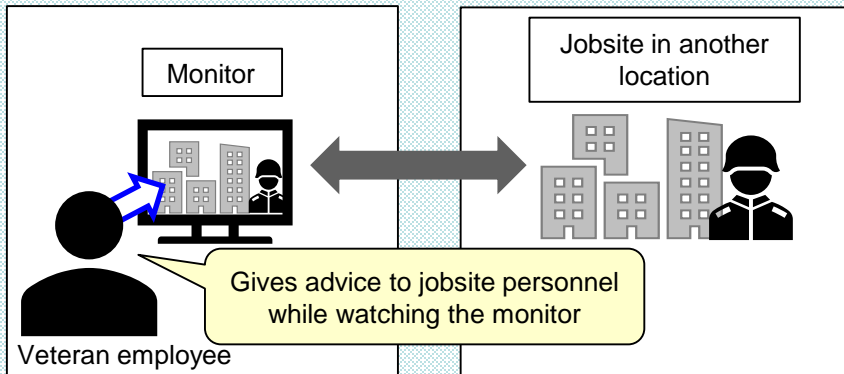 Monitor
Jobsite in another
location
Gives advice to jobsite personnel
while watching the monitor
Veteran employee